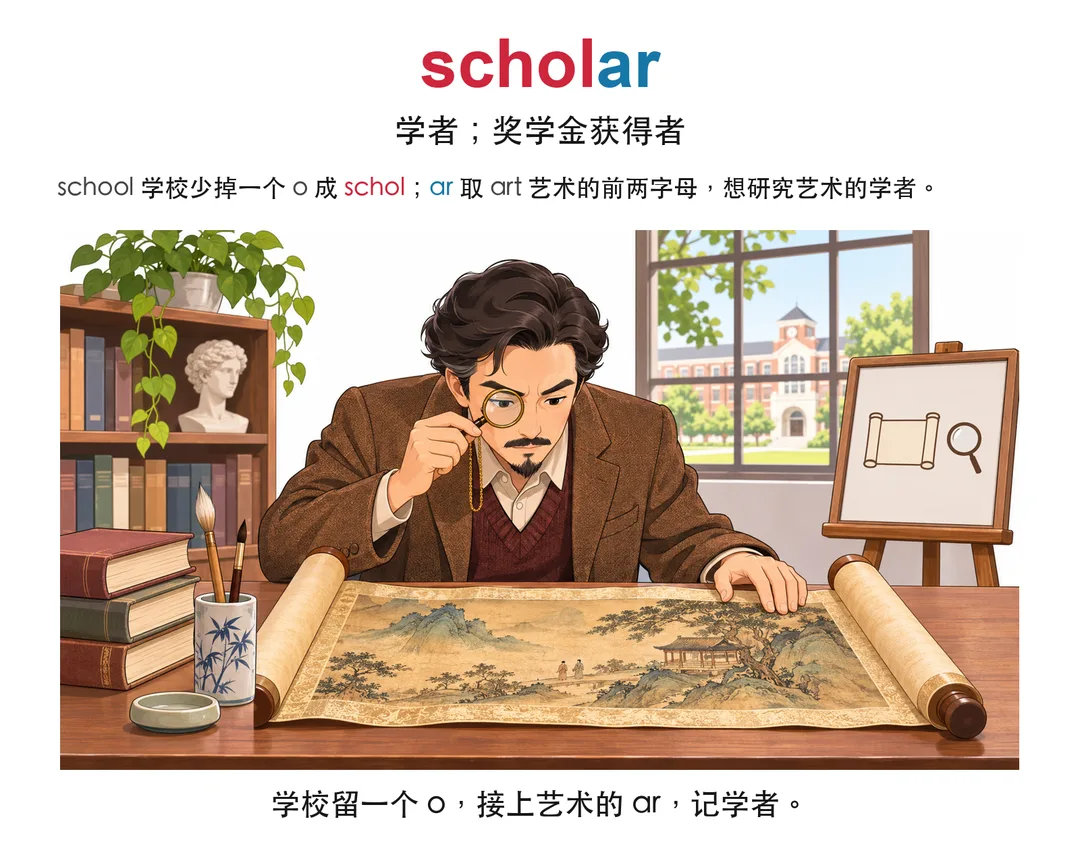 scholar
学者；奖学金获得者
school 学校少掉一个 o 成 schol；ar 取 art 艺术的前两字母，想研究艺术的学者。
学校留一个 o，接上艺术的 ar，记学者。